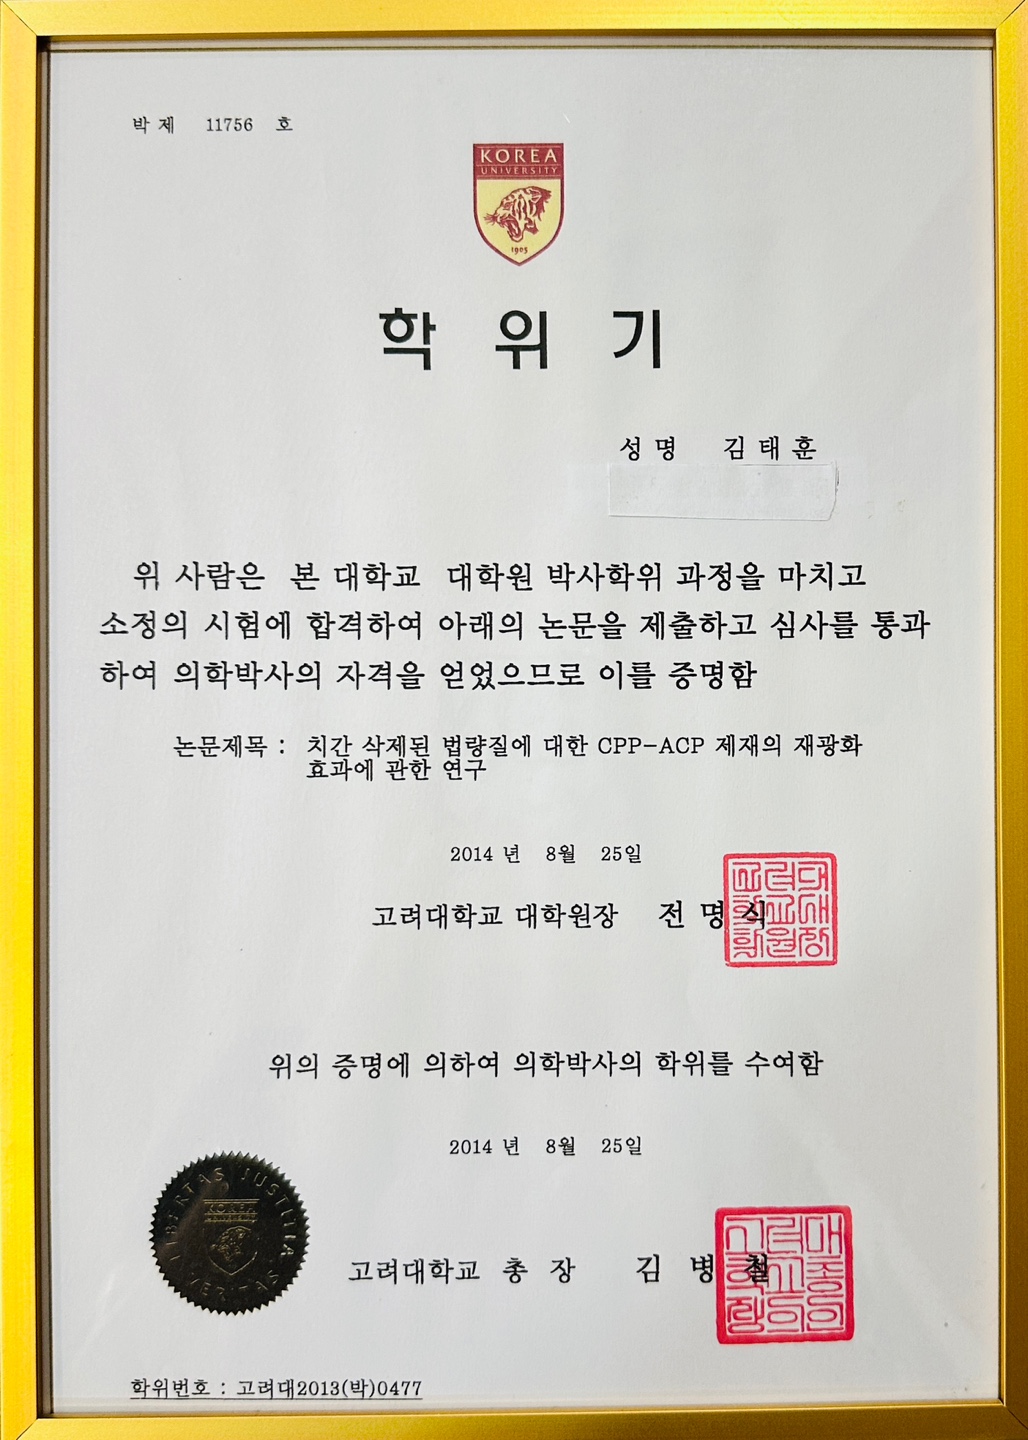 박 제 11756 호
KOREA
UNIVERSITY
1905
학 위 기
성 명 김 태 훈
위 사람은 본 대학교 대학원 박사학위 과정을 마치고
소정의 시험에 합격하여 아래의 논문을 제출하고 심사를 통과
하여 의학박사의 자격을 얻었으므로 이를 증명함
논문제목 : 치간 삭제된 법량질에 대한 CPP-ACP 제재의 재광화
효과에 관한 연구
2014 년 8월 25일
고려대학교 대학원장 전 명 식
위의 증명에 의하여 의학박사의 학위를 수여함
2014 년 8월 25일
LIBERTAS JUSTITIA VERITAS
KOREA
UNIVERSITY
고려대학교 총 장 김 병 철
학위번호 : 고려대2013(박)0477